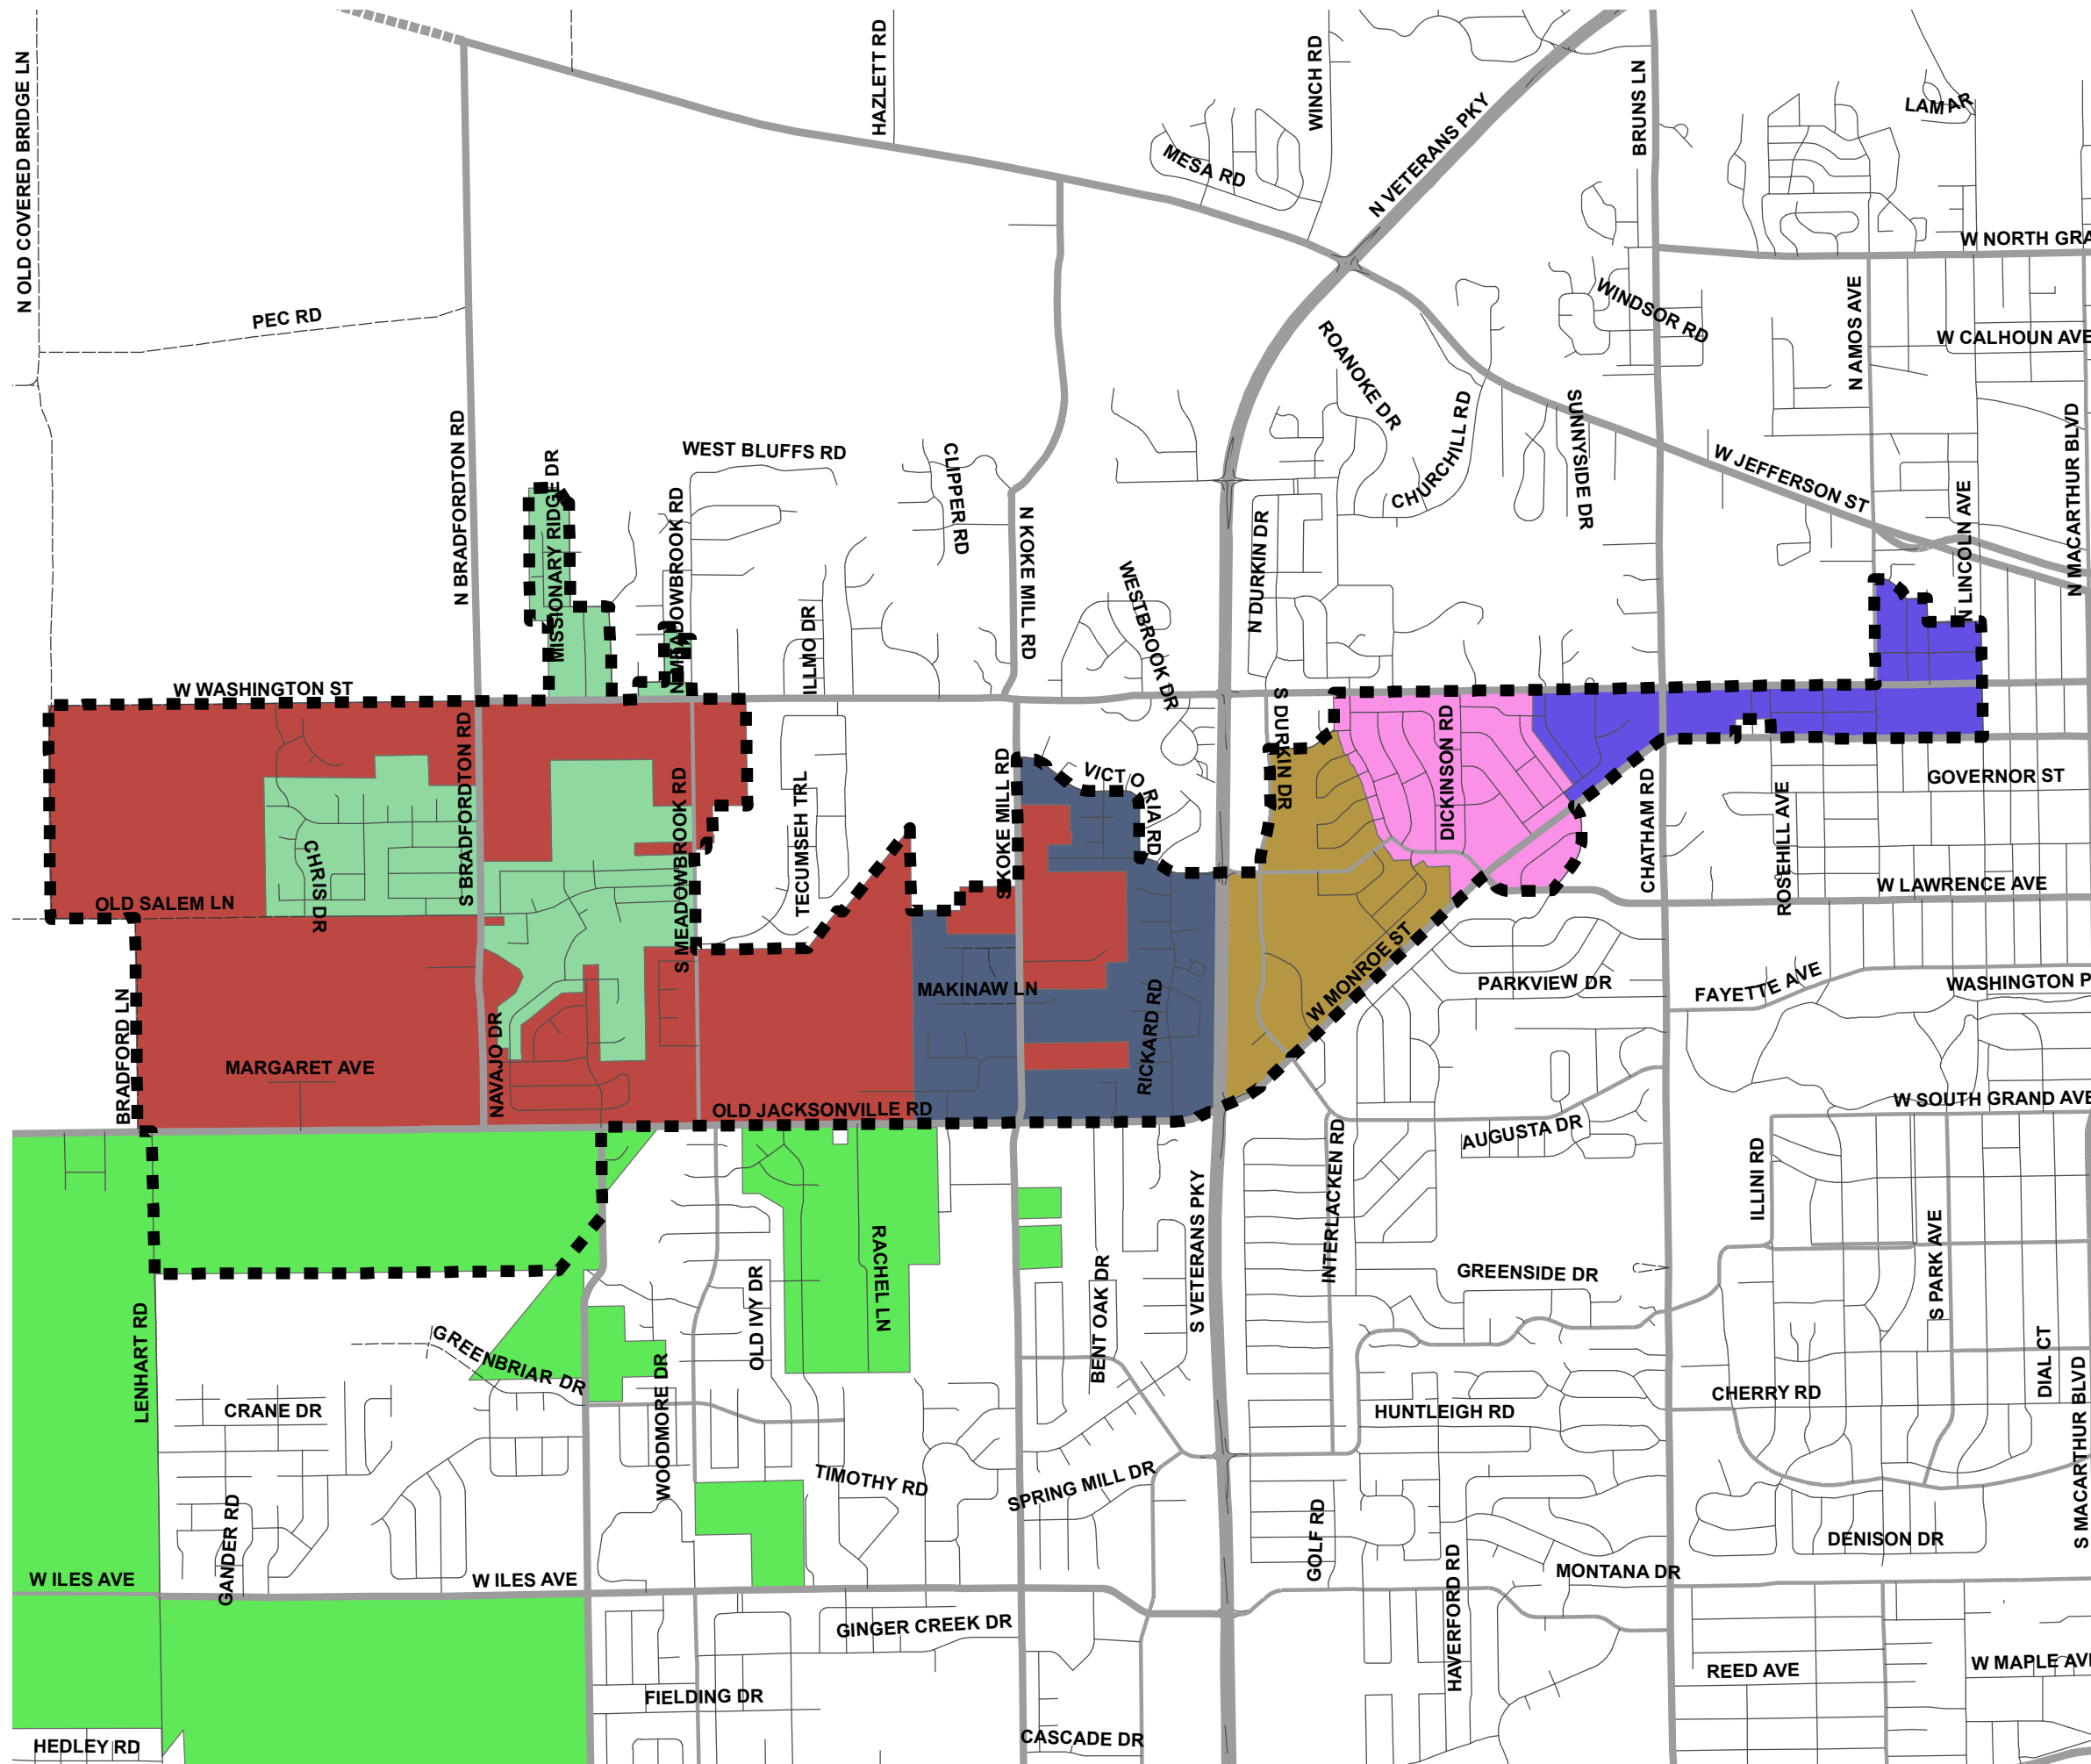 N OLD COVERED BRIDGE LN
HAZLETT RD
WINCH RD
N VETERANS PKY
BRUNS LN
LAMAR
MESA RD
W NORTH GRA
PEC RD
WINDSOR RD
N AMOS AVE
W CALHOUN AVE
ROANOKE DR
CHURCHILL RD
SUNNYSIDE DR
N MACARTHUR BLVD
N BRADFORDTON RD
MISSIONARY RIDGE DR
WEST BLUFFS RD
CLIPPER RD
W JEFFERSON ST
N MEADOWBROOK RD
N KOKE MILL RD
N DURKIN DR
N LINCOLN AVE
WESTBROOK DR
ILLMO DR
W WASHINGTON ST
S DURKIN DR
S BRADFORDTON RD
DICKINSON RD
S MEADOWBROOK RD
TECUMSEH TRL
S KOKE MILL RD
VICTORIA RD
CHATHAM RD
GOVERNOR ST
ROSEHILL AVE
CHRIS DR
W LAWRENCE AVE
OLD SALEM LN
W MONROE ST
PARKVIEW DR
FAYETTE AVE
WASHINGTON P
MAKINAW LN
RICKARD RD
BRADFORD LN
MARGARET AVE
NAVAJO DR
OLD JACKSONVILLE RD
W SOUTH GRAND AVE
AUGUSTA DR
INTERLACKEN RD
ILLINI RD
S VETERANS PKY
S PARK AVE
RACHEL LN
GREENSIDE DR
BENT OAK DR
OLD IVY DR
LENHART RD
GREENBRIAR DR
DIAL CT
S MACARTHUR BLVD
CRANE DR
WOODMORE DR
HUNTLEIGH RD
CHERRY RD
TIMOTHY RD
SPRING MILL DR
GANDER RD
GOLF RD
DENISON DR
HAVERFORD RD
MONTANA DR
W ILES AVE
W ILES AVE
GINGER CREEK DR
REED AVE
W MAPLE AVE
FIELDING DR
CASCADE DR
HEDLEY RD